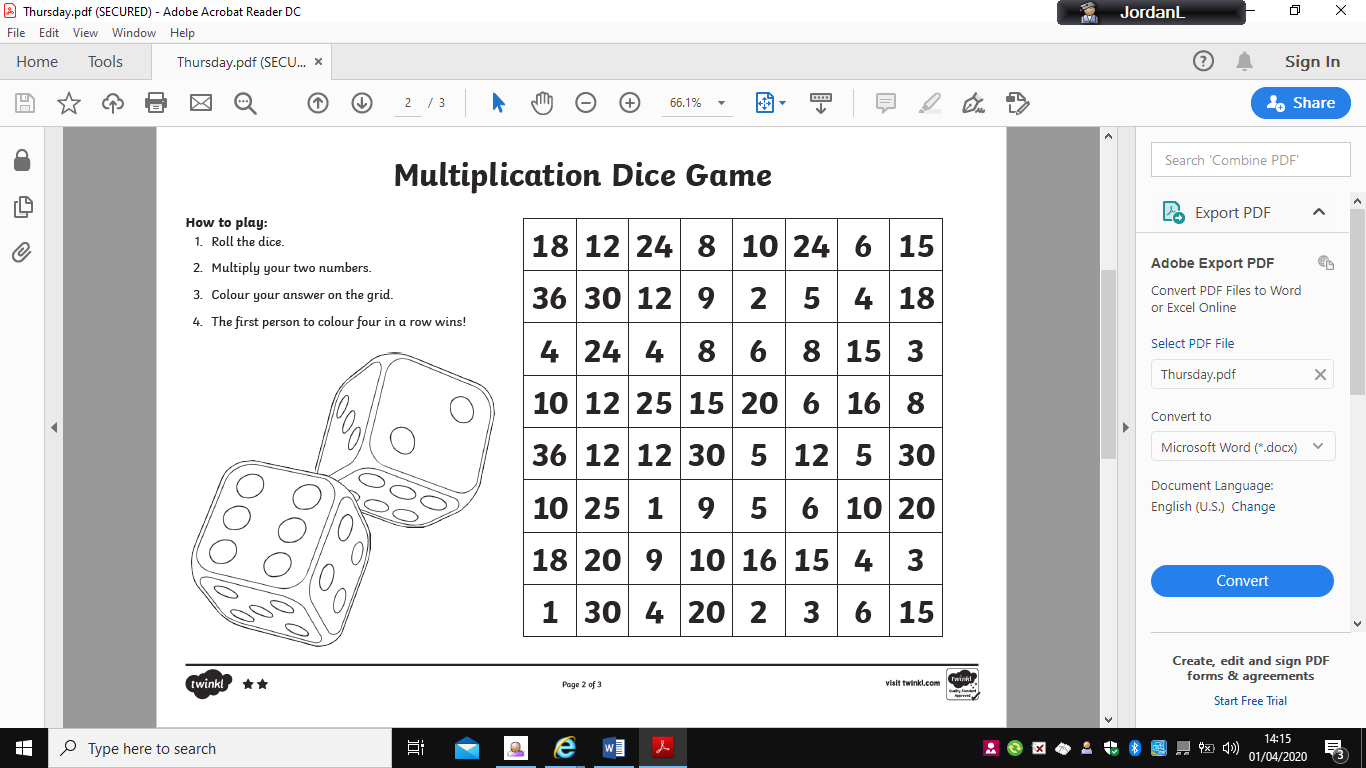 Thursday.pdf (SECURED) - Adobe Acrobat Reader DC
JordanL
File Edit View Window Help
Home Tools Thursday.pdf (SECU... ×
Sign In
2 / 3
66.1%
Share
Multiplication Dice Game
How to play:
1. Roll the dice.
2. Multiply your two numbers.
3. Colour your answer on the grid.
4. The first person to colour four in a row wins!
18 12 24 8 10 24 6 15
36 30 12 9 2 5 4 18
4 24 4 8 6 8 15 3
10 12 25 15 20 6 16 8
36 12 12 30 5 12 5 30
10 25 1 9 5 6 10 20
18 20 9 10 16 15 4 3
1 30 4 20 2 3 6 15
twinkl
Page 2 of 3
visit twinkl.com
twinkl
Quality Standard
Approved
Search 'Combine PDF'
Export PDF
Adobe Export PDF
Convert PDF Files to Word
or Excel Online
Select PDF File
Thursday.pdf
Convert to
Microsoft Word (*.docx)
Document Language:
English (U.S.) Change
Convert
Create, edit and sign PDF
forms & agreements
Start Free Trial
Type here to search
14:15
01/04/2020
3